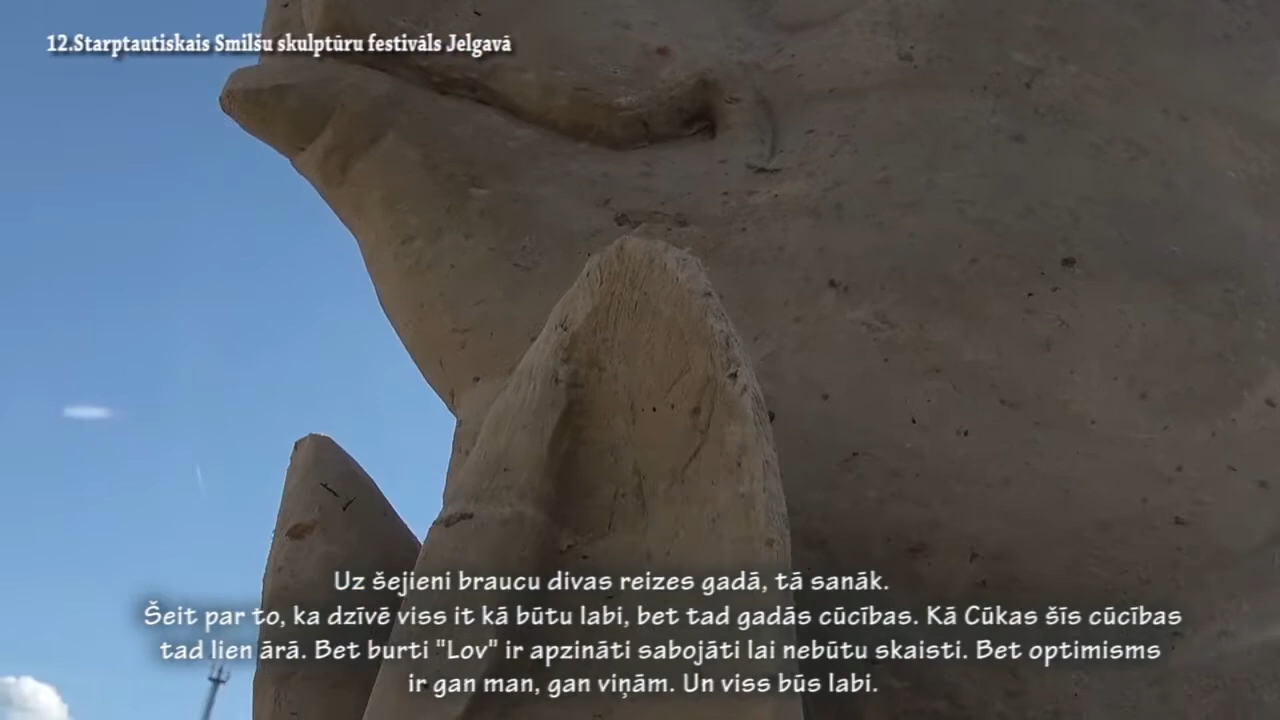 12.Starptautiskais Smilšu skulptūru festivāls Jelgavā
Uz šejieni braucu divas reizes gadā, tā sanāk.
Šeit par to, ka dzīvē viss it kā būtu labi, bet tad gadās cūcības. Kā Cūkas šīs cūcības
tad lien ārā. Bet burti "Lov" ir apzināti sabojāti lai nebūtu skaisti. Bet optimisms
ir gan man, gan viņām. Un viss būs labi.